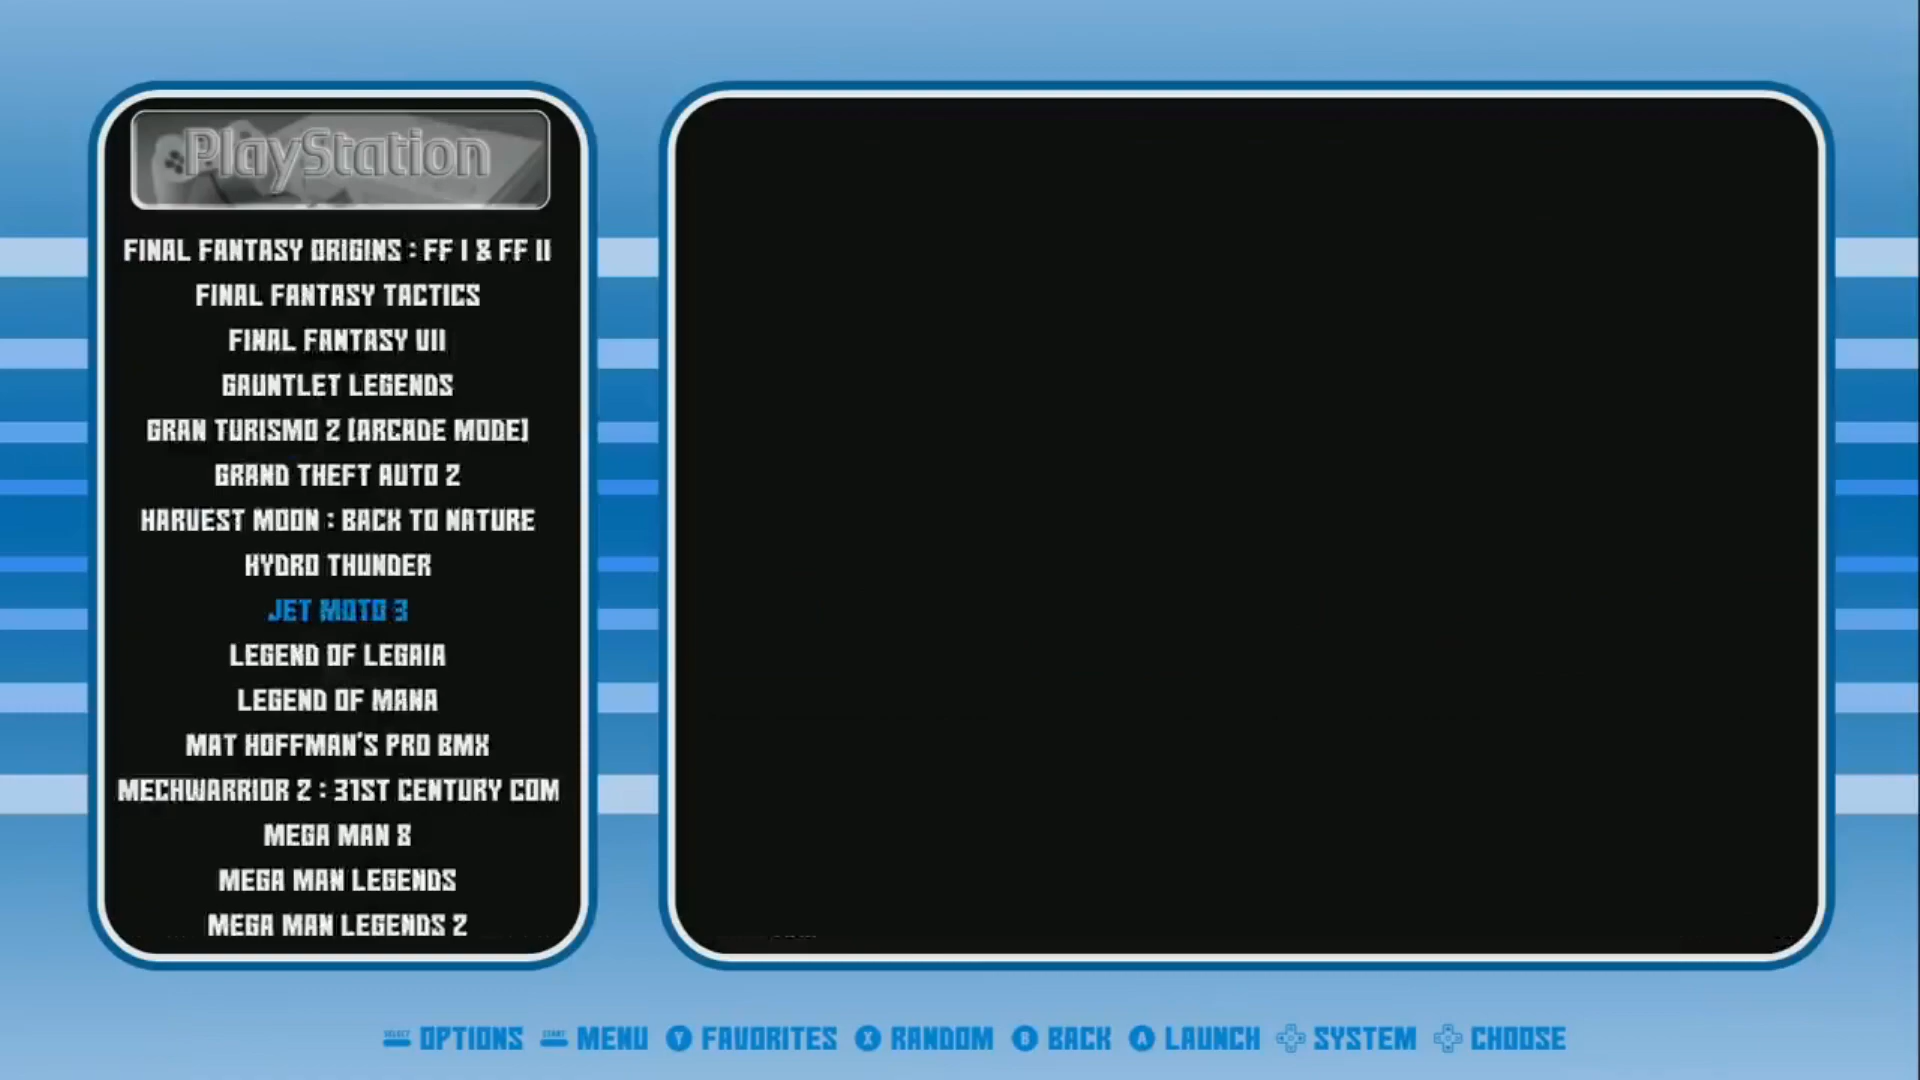 PlayStation
FINAL FANTASY ORIGINS : FF I & FF II
FINAL FANTASY TACTICS
FINAL FANTASY VII
GAUNTLET LEGENDS
GRAN TURISMO 2 [ARCADE MODE]
GRAND THEFT AUTO 2
HARVEST MOON : BACK TO NATURE
HYDRO THUNDER
JET MOTO 3
LEGEND OF LEGAIA
LEGEND OF MANA
MAT HOFFMAN'S PRO BMX
MECHWARRIOR 2 : 31ST CENTURY COM
MEGA MAN 8
MEGA MAN LEGENDS
MEGA MAN LEGENDS 2
SELECT OPTIONS START MENU Y FAVORITES X RANDOM B BACK A LAUNCH SYSTEM CHOOSE